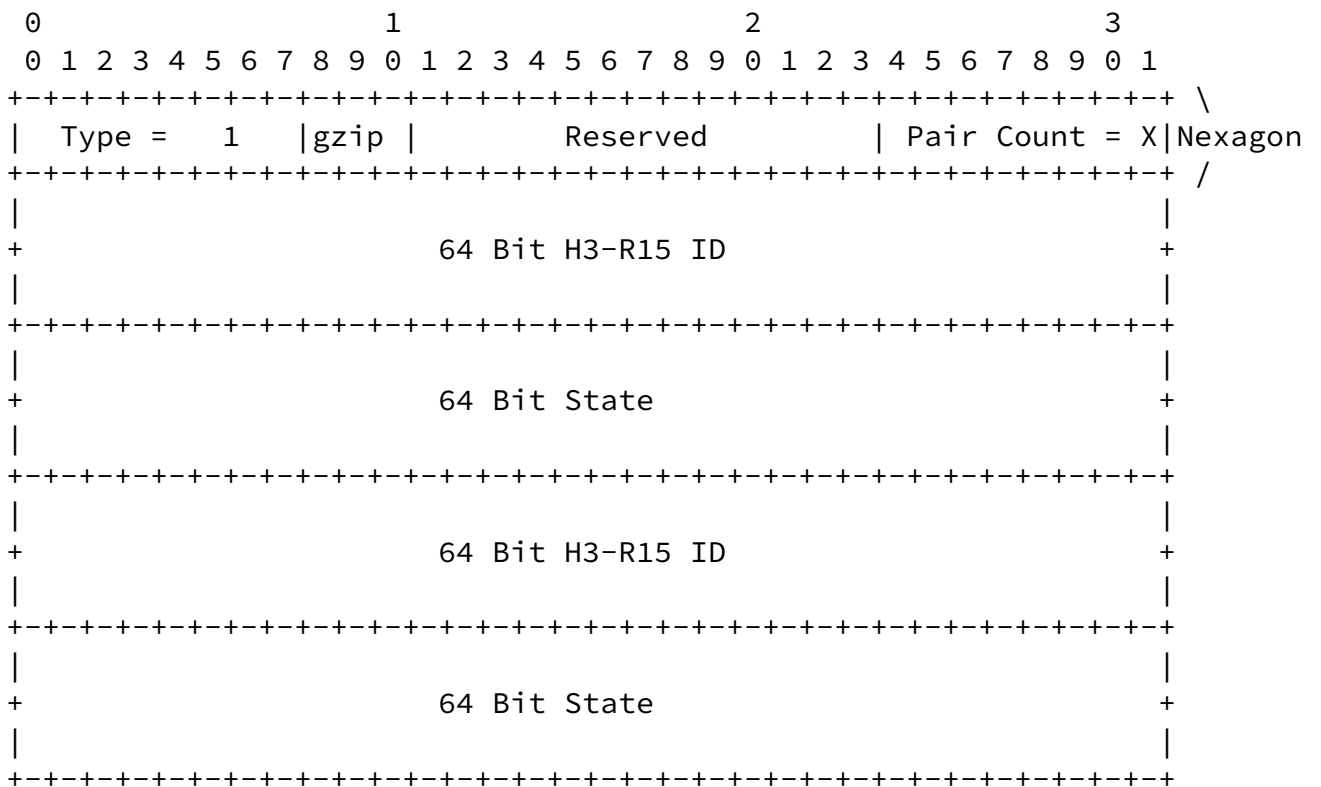 0                   1                   2                   3
 0 1 2 3 4 5 6 7 8 9 0 1 2 3 4 5 6 7 8 9 0 1 2 3 4 5 6 7 8 9 0 1
+-+-+-+-+-+-+-+-+-+-+-+-+-+-+-+-+-+-+-+-+-+-+-+-+-+-+-+-+-+-+-+-+ \
|  Type =   1   |gzip |        Reserved         | Pair Count = X|Nexagon
+-+-+-+-+-+-+-+-+-+-+-+-+-+-+-+-+-+-+-+-+-+-+-+-+-+-+-+-+-+-+-+-+ /
|                                                               |
+                       64 Bit H3-R15 ID                        +
|                                                               |
+-+-+-+-+-+-+-+-+-+-+-+-+-+-+-+-+-+-+-+-+-+-+-+-+-+-+-+-+-+-+-+-+
|                                                               |
+                       64 Bit State                            +
|                                                               |
+-+-+-+-+-+-+-+-+-+-+-+-+-+-+-+-+-+-+-+-+-+-+-+-+-+-+-+-+-+-+-+-+
|                                                               |
+                       64 Bit H3-R15 ID                        +
|                                                               |
+-+-+-+-+-+-+-+-+-+-+-+-+-+-+-+-+-+-+-+-+-+-+-+-+-+-+-+-+-+-+-+-+
|                                                               |
+                       64 Bit State                            +
|                                                               |
+-+-+-+-+-+-+-+-+-+-+-+-+-+-+-+-+-+-+-+-+-+-+-+-+-+-+-+-+-+-+-+-+